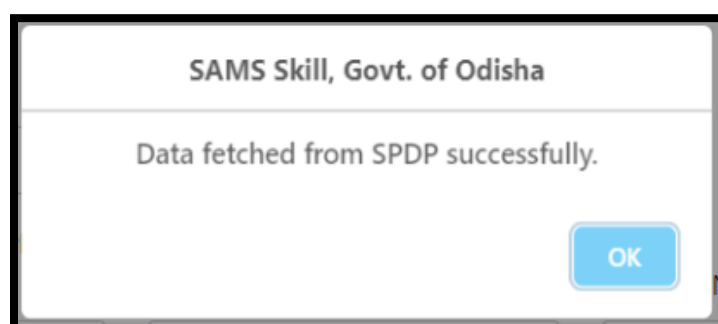 SAMS Skill, Govt. of Odisha
Data fetched from SPDP successfully.
OK